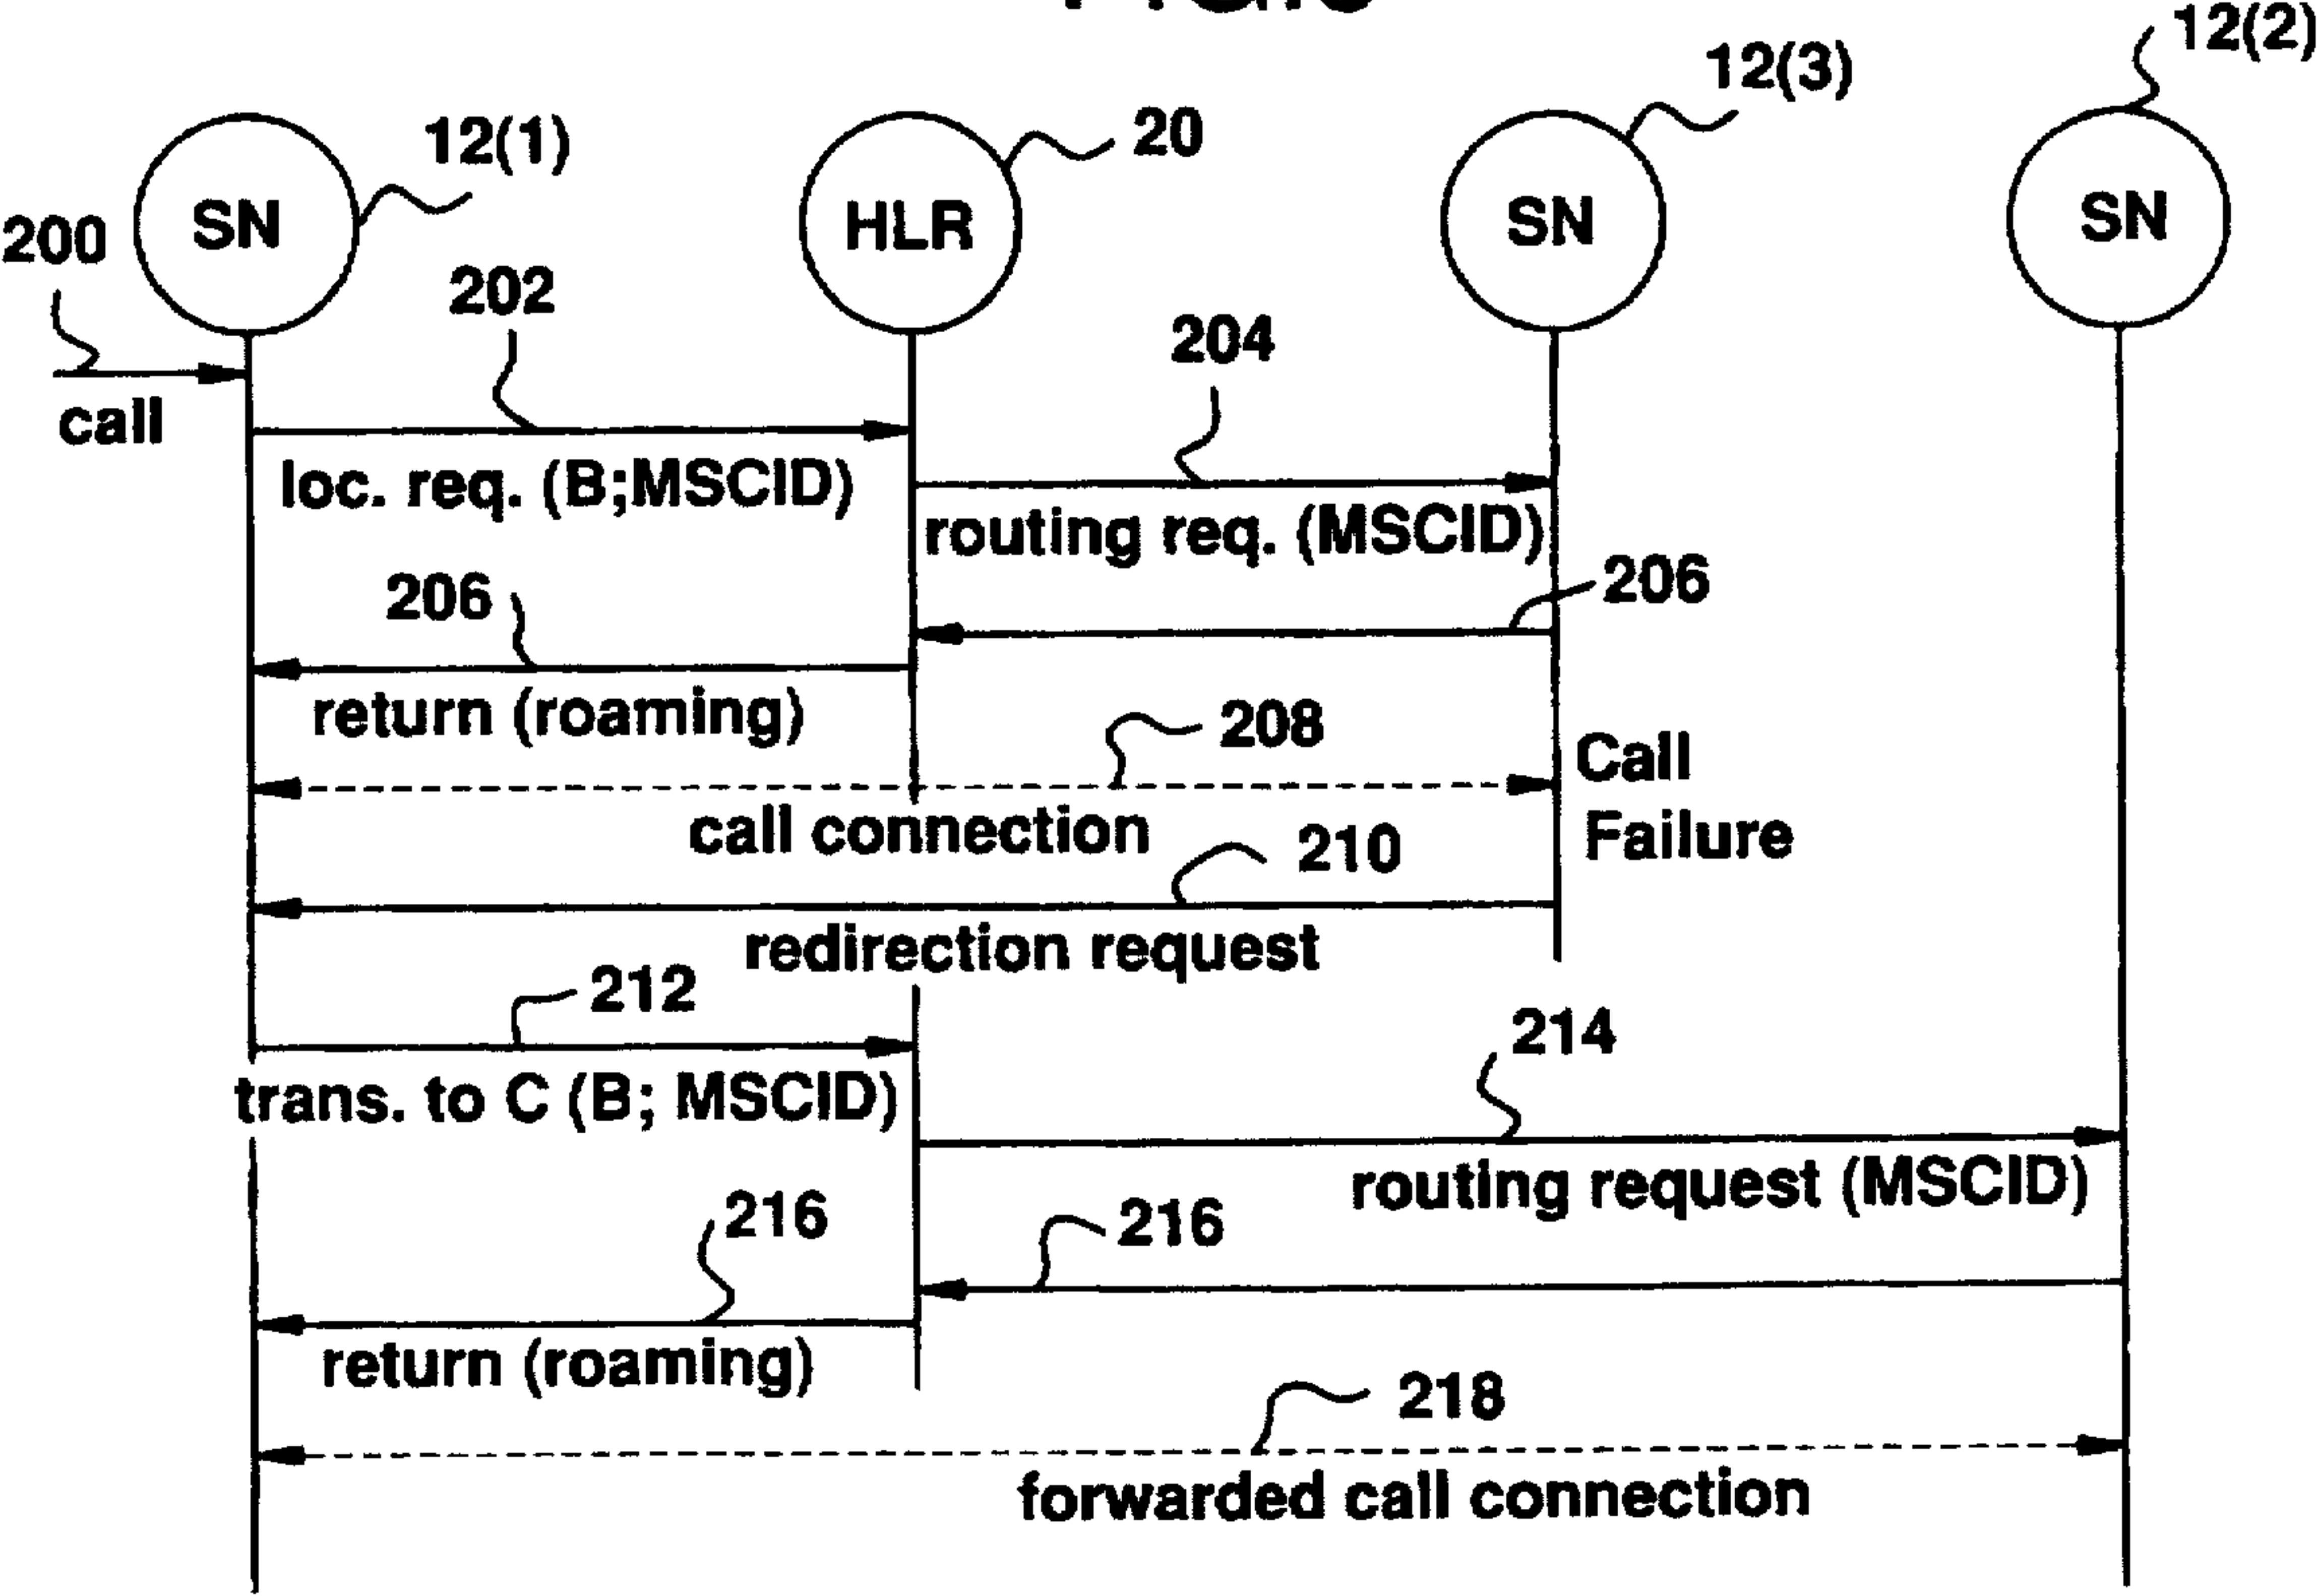 12(2)
12(3)
12(1)
20
SN
HLR
SN
SN
200
202
204
call
loc. req. (B;MSCID)
routing req. (MSCID)
206
206
return (roaming)
208
Call
Failure
call connection
210
redirection request
212
214
trans. to C (B; MSCID)
routing request (MSCID)
216
216
return (roaming)
218
forwarded call connection